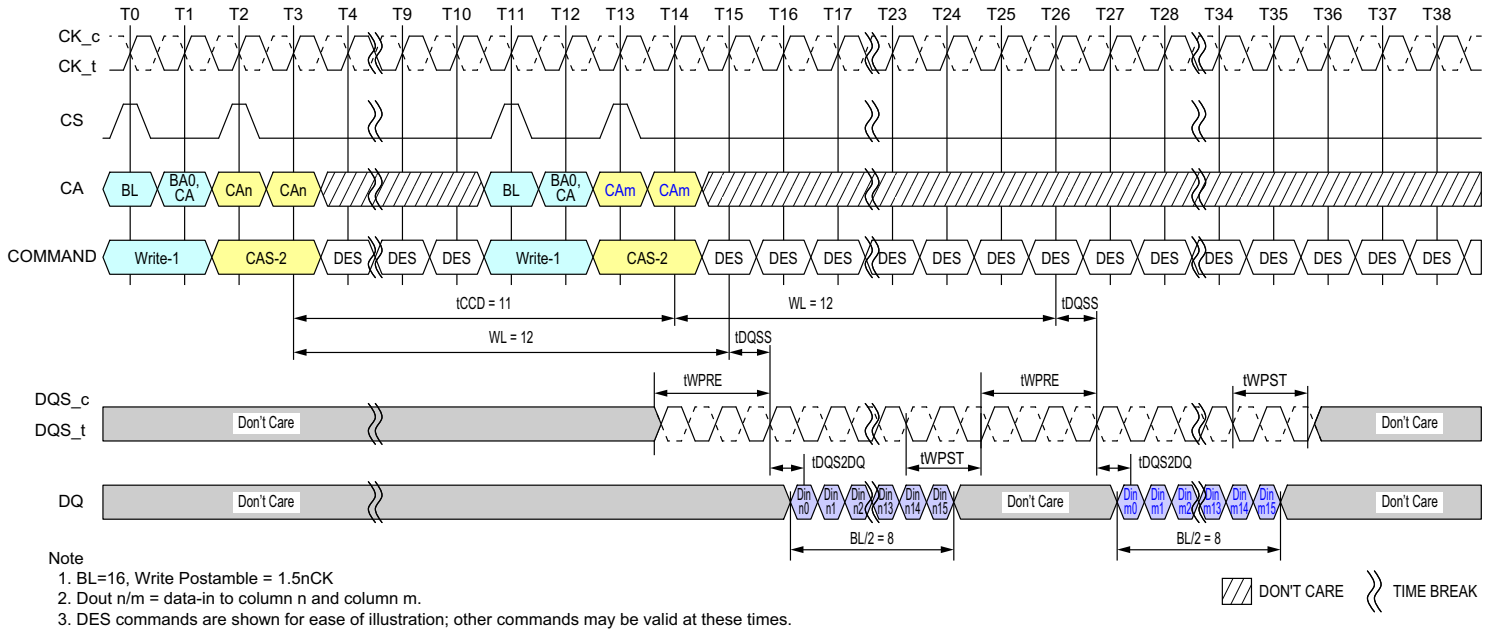 T0 T1 T2 T3 T4 T9 T10 T11 T12 T13 T14 T15 T16 T17 T23 T24 T25 T26 T27 T28 T34 T35 T36 T37 T38
CK_c
CK_t
CS
CA BL BA0, CA CAn CAn BL BA0, CA CAm CAm
COMMAND Write-1 CAS-2 DES DES DES Write-1 CAS-2 DES DES DES DES DES DES DES DES DES DES DES DES DES DES
tCCD = 11 WL = 12 tDQSS
WL = 12 tDQSS
tWPRE tWPRE tWPST
DQS_c
DQS_t Don't Care Don't Care
tDQS2DQ tWPST tDQS2DQ
DQ Don't Care Din n0 Din n1 Din n2 Din n13 Din n14 Din n15 Don't Care Din m0 Din m1 Din m2 Din m13 Din m14 Din m15 Don't Care
BL/2 = 8 BL/2 = 8
Note
1. BL=16, Write Postamble = 1.5nCK
2. Dout n/m = data-in to column n and column m.
3. DES commands are shown for ease of illustration; other commands may be valid at these times.
DON'T CARE TIME BREAK